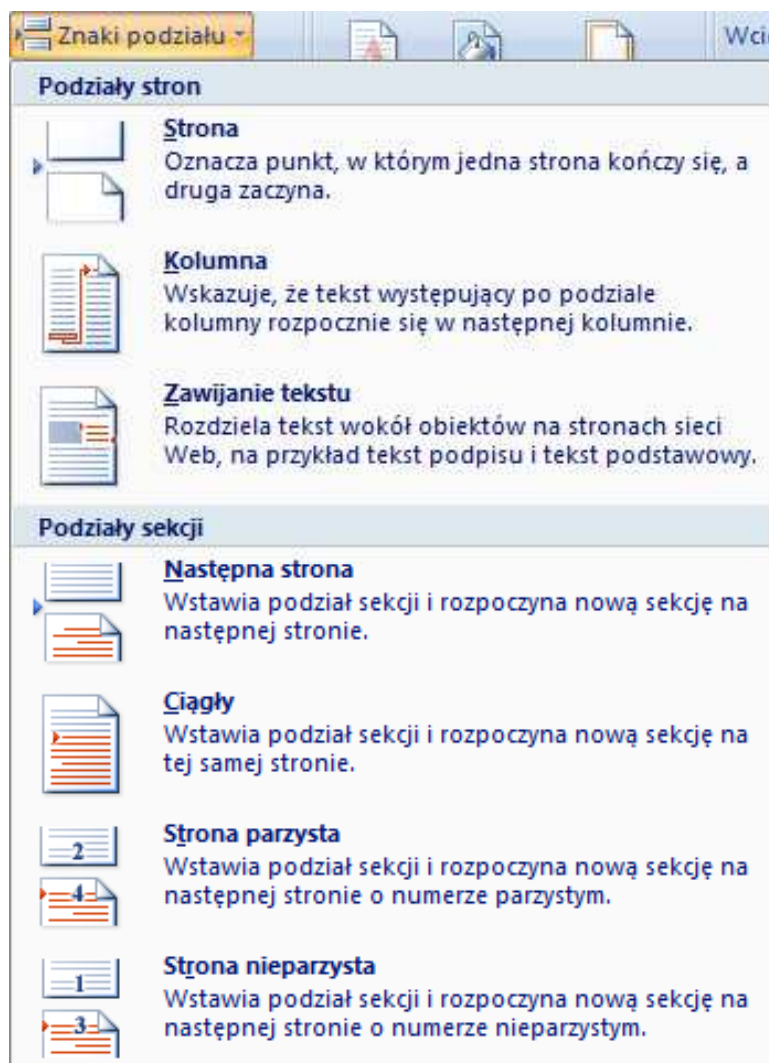 Znaki podziału
Podziały stron
Strona
Oznacza punkt, w którym jedna strona kończy się, a
druga zaczyna.
Kolumna
Wskazuje, że tekst występujący po podziale
kolumny rozpocznie się w następnej kolumnie.
Zawijanie tekstu
Rozdziela tekst wokół obiektów na stronach sieci
Web, na przykład tekst podpisu i tekst podstawowy.
Podziały sekcji
Następna strona
Wstawia podział sekcji i rozpoczyna nową sekcję na
następnej stronie.
Ciągły
Wstawia podział sekcji i rozpoczyna nową sekcję na
tej samej stronie.
2
4
Strona parzysta
Wstawia podział sekcji i rozpoczyna nową sekcję na
następnej stronie o numerze parzystym.
1
3
Strona nieparzysta
Wstawia podział sekcji i rozpoczyna nową sekcję na
następnej stronie o numerze nieparzystym.